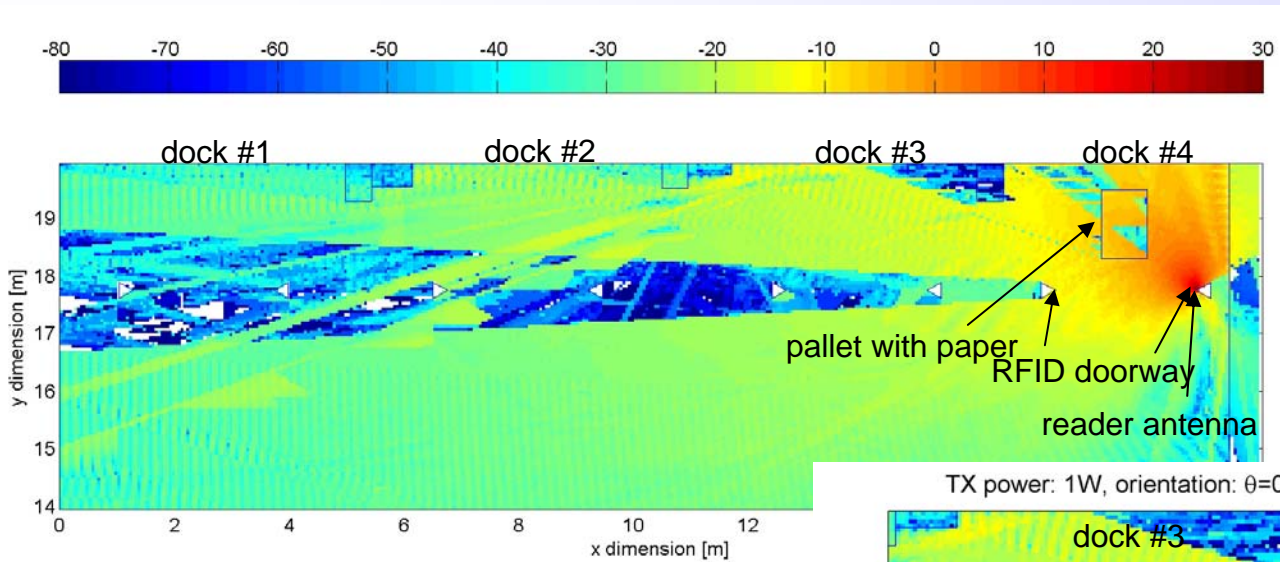 -80 -70 -60 -50 -40 -30 -20 -10 0 10 20 30
dock #1 dock #2 dock #3 dock #4
19
18
17
16
15
14
y dimension [m]
pallet with paper
RFID doorway
reader antenna
0 2 4 6 8 10 12
x dimension [m]
TX power: 1W, orientation: θ=0
dock #3